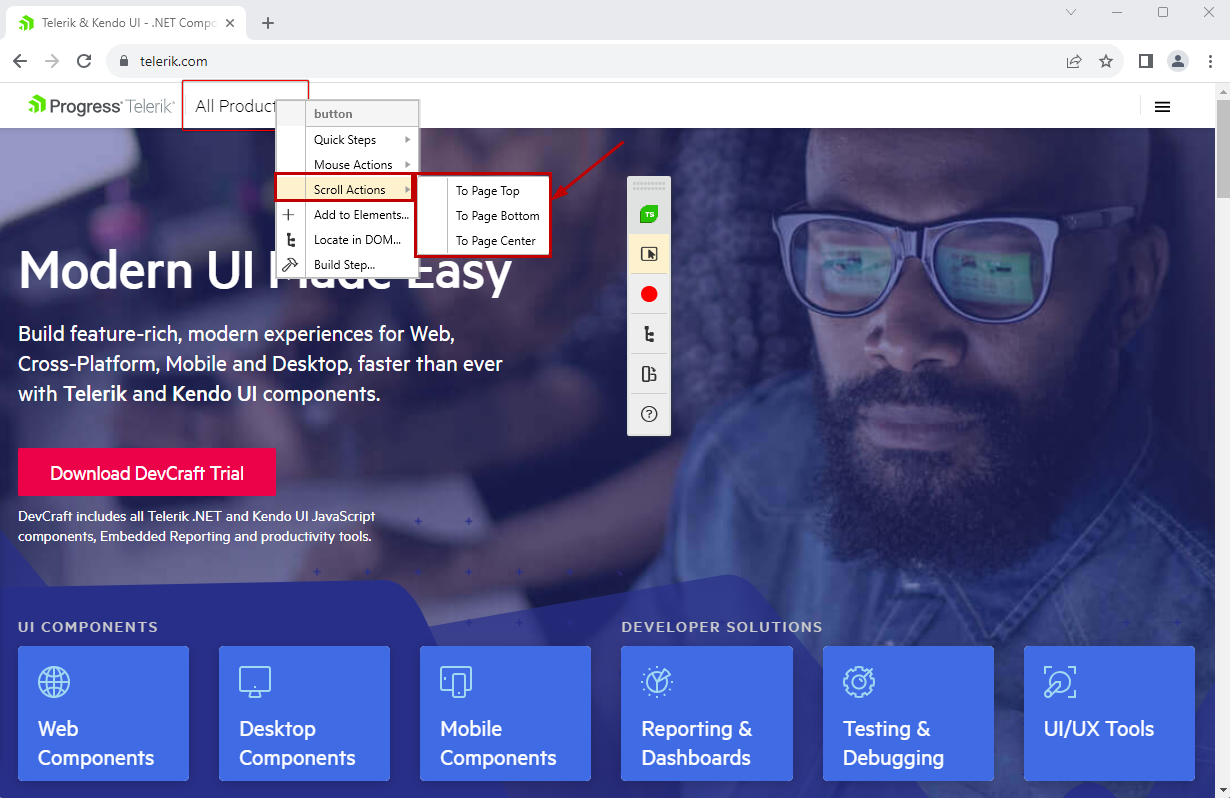 Telerik & Kendo UI - .NET Compo
telerik.com
Progress Telerik
All Product
button
Quick Steps
Mouse Actions
Scroll Actions
Add to Elements...
Locate in DOM...
Build Step...
To Page Top
To Page Bottom
To Page Center
TS
Modern UI Made Easy
Build feature-rich, modern experiences for Web,
Cross-Platform, Mobile and Desktop, faster than ever
with Telerik and Kendo UI components.
Download DevCraft Trial
DevCraft includes all Telerik .NET and Kendo UI JavaScript
components, Embedded Reporting and productivity tools.
UI COMPONENTS
DEVELOPER SOLUTIONS
Web
Components
Desktop
Components
Mobile
Components
Reporting &
Dashboards
Testing &
Debugging
UI/UX Tools